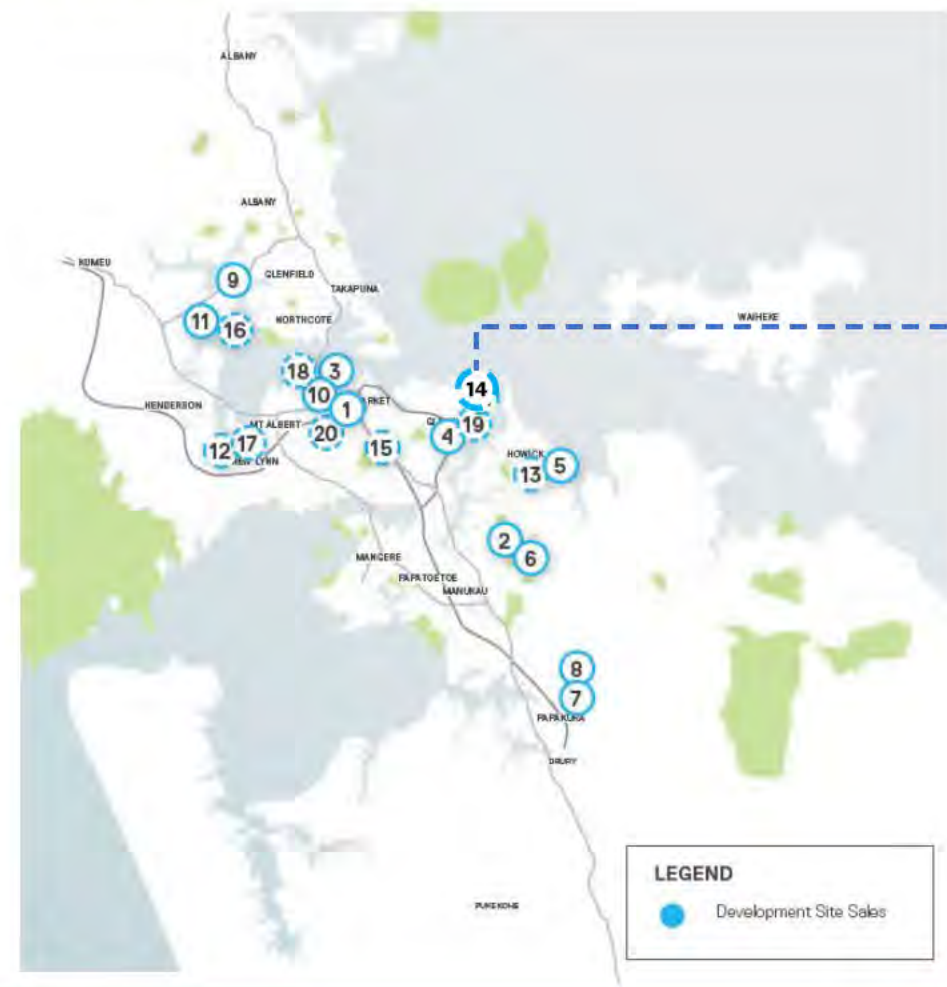 ALBANY
ALBANY
KUMEU
9
GLENFIELD
TAKAPUNA
WAIHEKE
11
16
NORTHCOTE
18
3
14
10
HENDERSON
1
ARKET
MT ALBERT
20
19
4
12
17
LYNN
15
HOWICK
5
13
2
6
MANGERE
PAPATOETOE
MANUKAU
8
7
PAPAKURA
DRURY
LEGEND
Development Site Sales
PUKEKOHE